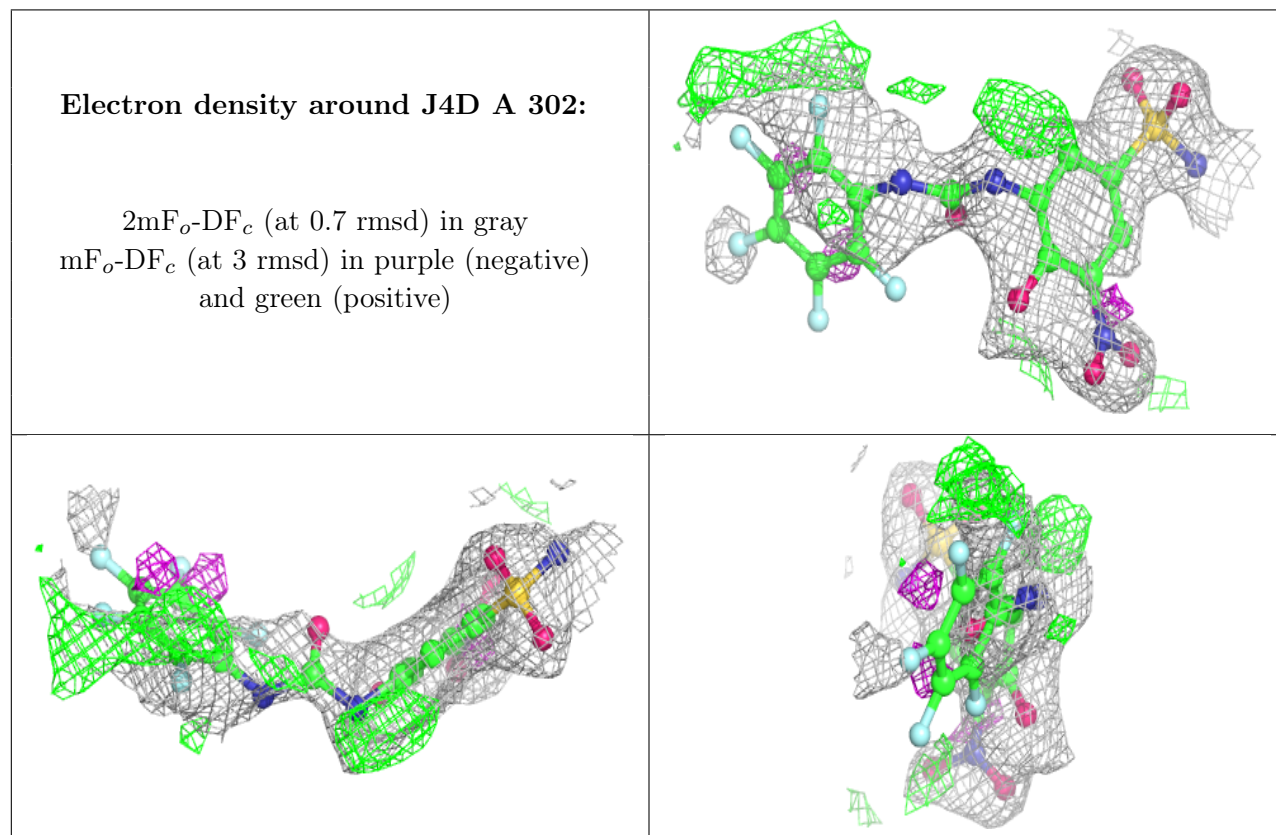 Electron density around J4D A 302:
2mFo-DFc (at 0.7 rmsd) in gray
mFo-DFc (at 3 rmsd) in purple (negative)
and green (positive)